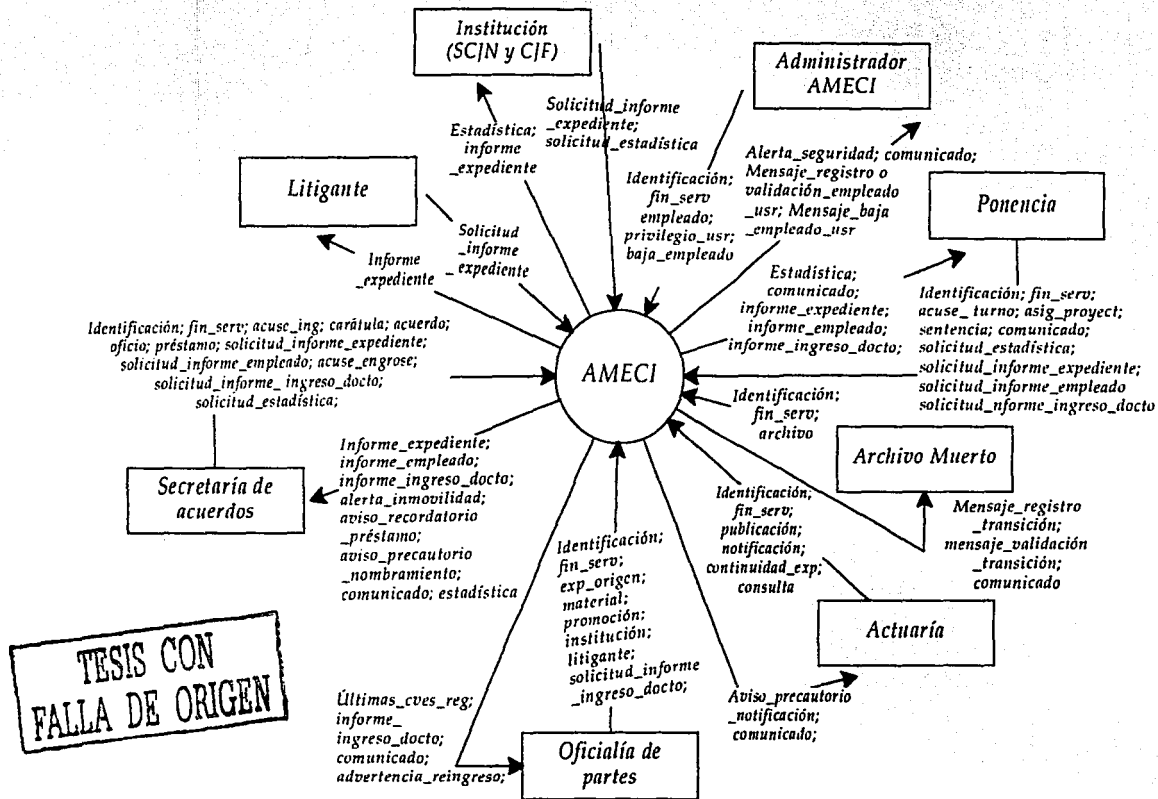 Institución
(SCJN y CJF)
Administrador
AMECI
Solicitud_informe
_expediente;
solicitud_estadística
Estadística;
informe
_expediente
Alerta_seguridad; comunicado;
Mensaje_registro o
validación_empleado
_usr; Mensaje_baja
_empleado_usr
Identificación;
fin_serv
empleado;
privilegio_usr;
baja_empleado
Litigante
Ponencia
Solicitud
_informe
_expediente
Informe
_expediente
Estadística;
comunicado;
informe_expediente;
informe_empleado;
informe_ingreso_docto
Identificación; fin_serv;
acuse_turno; asig_proyect;
sentencia; comunicado;
solicitud_estadística;
solicitud_informe_expediente;
solicitud_informe_empleado
solicitud_nforme_ingreso_docto
Identificación; fin_serv; acuse_ing; carátula; acuerdo;
oficio; préstamo; solicitud_informe_expediente;
solicitud_informe_empleado; acuse_engrose;
solicitud_informe_ingreso_docto;
solicitud_estadística;
AMECI
Identificación;
fin_serv;
archivo
Archivo Muerto
Secretaría de
acuerdos
Informe_expediente;
informe_empleado;
informe_ingreso_docto;
alerta_inmovilidad;
aviso_recordatorio
_préstamo;
aviso_precautorio
_nombramiento;
comunicado; estadística
Identificación;
fin_serv;
publicación;
notificación;
continuidad_exp;
consulta
Mensaje_registro
_transición;
mensaje_validación
_transición;
comunicado
Identificación;
fin_serv;
exp_origen;
material;
promoción;
institución;
litigante;
solicitud_informe
_ingreso_docto;
Actuaría
TESIS CON
FALLA DE ORIGEN
Últimas_cves_reg;
informe_
ingreso_docto;
comunicado;
advertencia_reingreso;
Aviso_precautorio
_notificación;
comunicado;
Oficialía de
partes